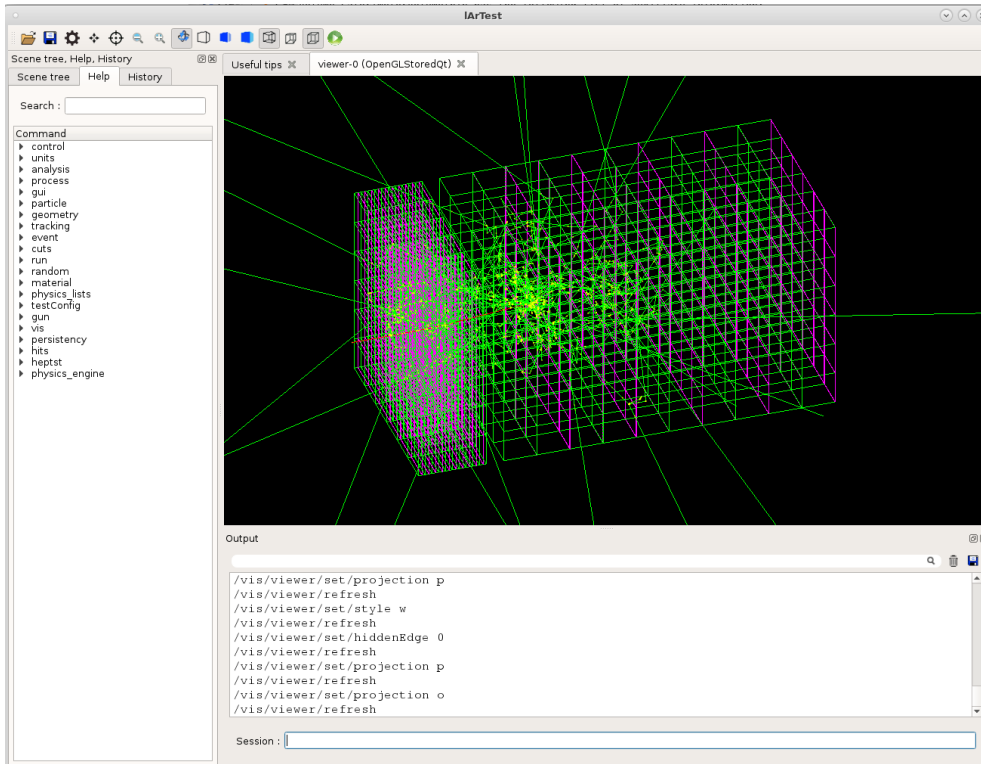 lArTest
Scene tree, Help, History
Scene tree Help History
Search :
Command
control
units
analysis
process
gui
particle
geometry
tracking
event
cuts
run
random
material
physics_lists
testConfig
gun
vis
persistency
hits
heptst
physics_engine
Useful tips viewer-0 (OpenGLStoredQt)
Output
/vis/viewer/set/projection p
/vis/viewer/refresh
/vis/viewer/set/style w
/vis/viewer/refresh
/vis/viewer/set/hiddenEdge 0
/vis/viewer/refresh
/vis/viewer/set/projection p
/vis/viewer/refresh
/vis/viewer/set/projection o
/vis/viewer/refresh
Session :